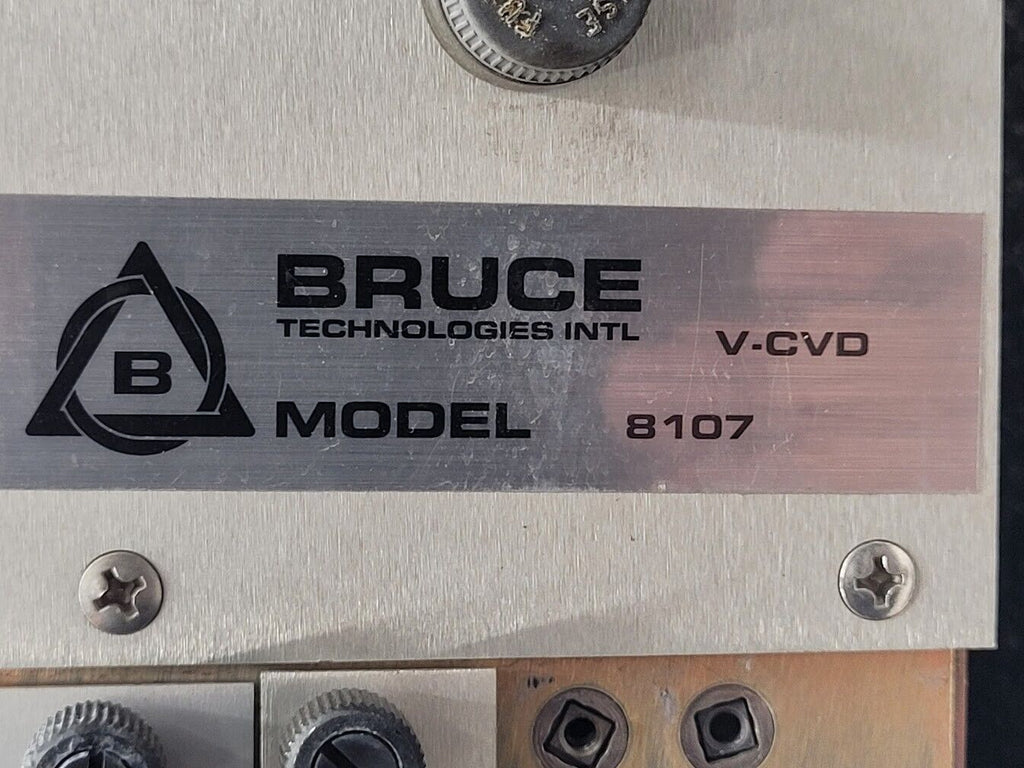 BRUCE
TECHNOLOGIES INTL
V-CVD
B
MODEL 8107